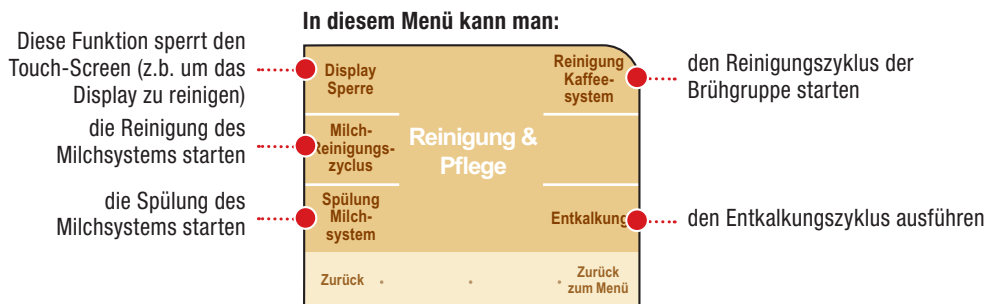 In diesem Menü kann man:
Diese Funktion sperrt den
Touch-Screen (z.b. um das
Display zu reinigen)
Display
Sperre
Reinigung
Kaffee-
system
den Reinigungszyklus der
Brühgruppe starten
die Reinigung des
Milchsystems starten
Milch-
Reinigungs-
zyclus
Reinigung &
Pflege
die Spülung des
Milchsystems starten
Spülung
Milch-
system
Entkalkung
den Entkalkungszyklus ausführen
Zurück
Zurück
zum Menü